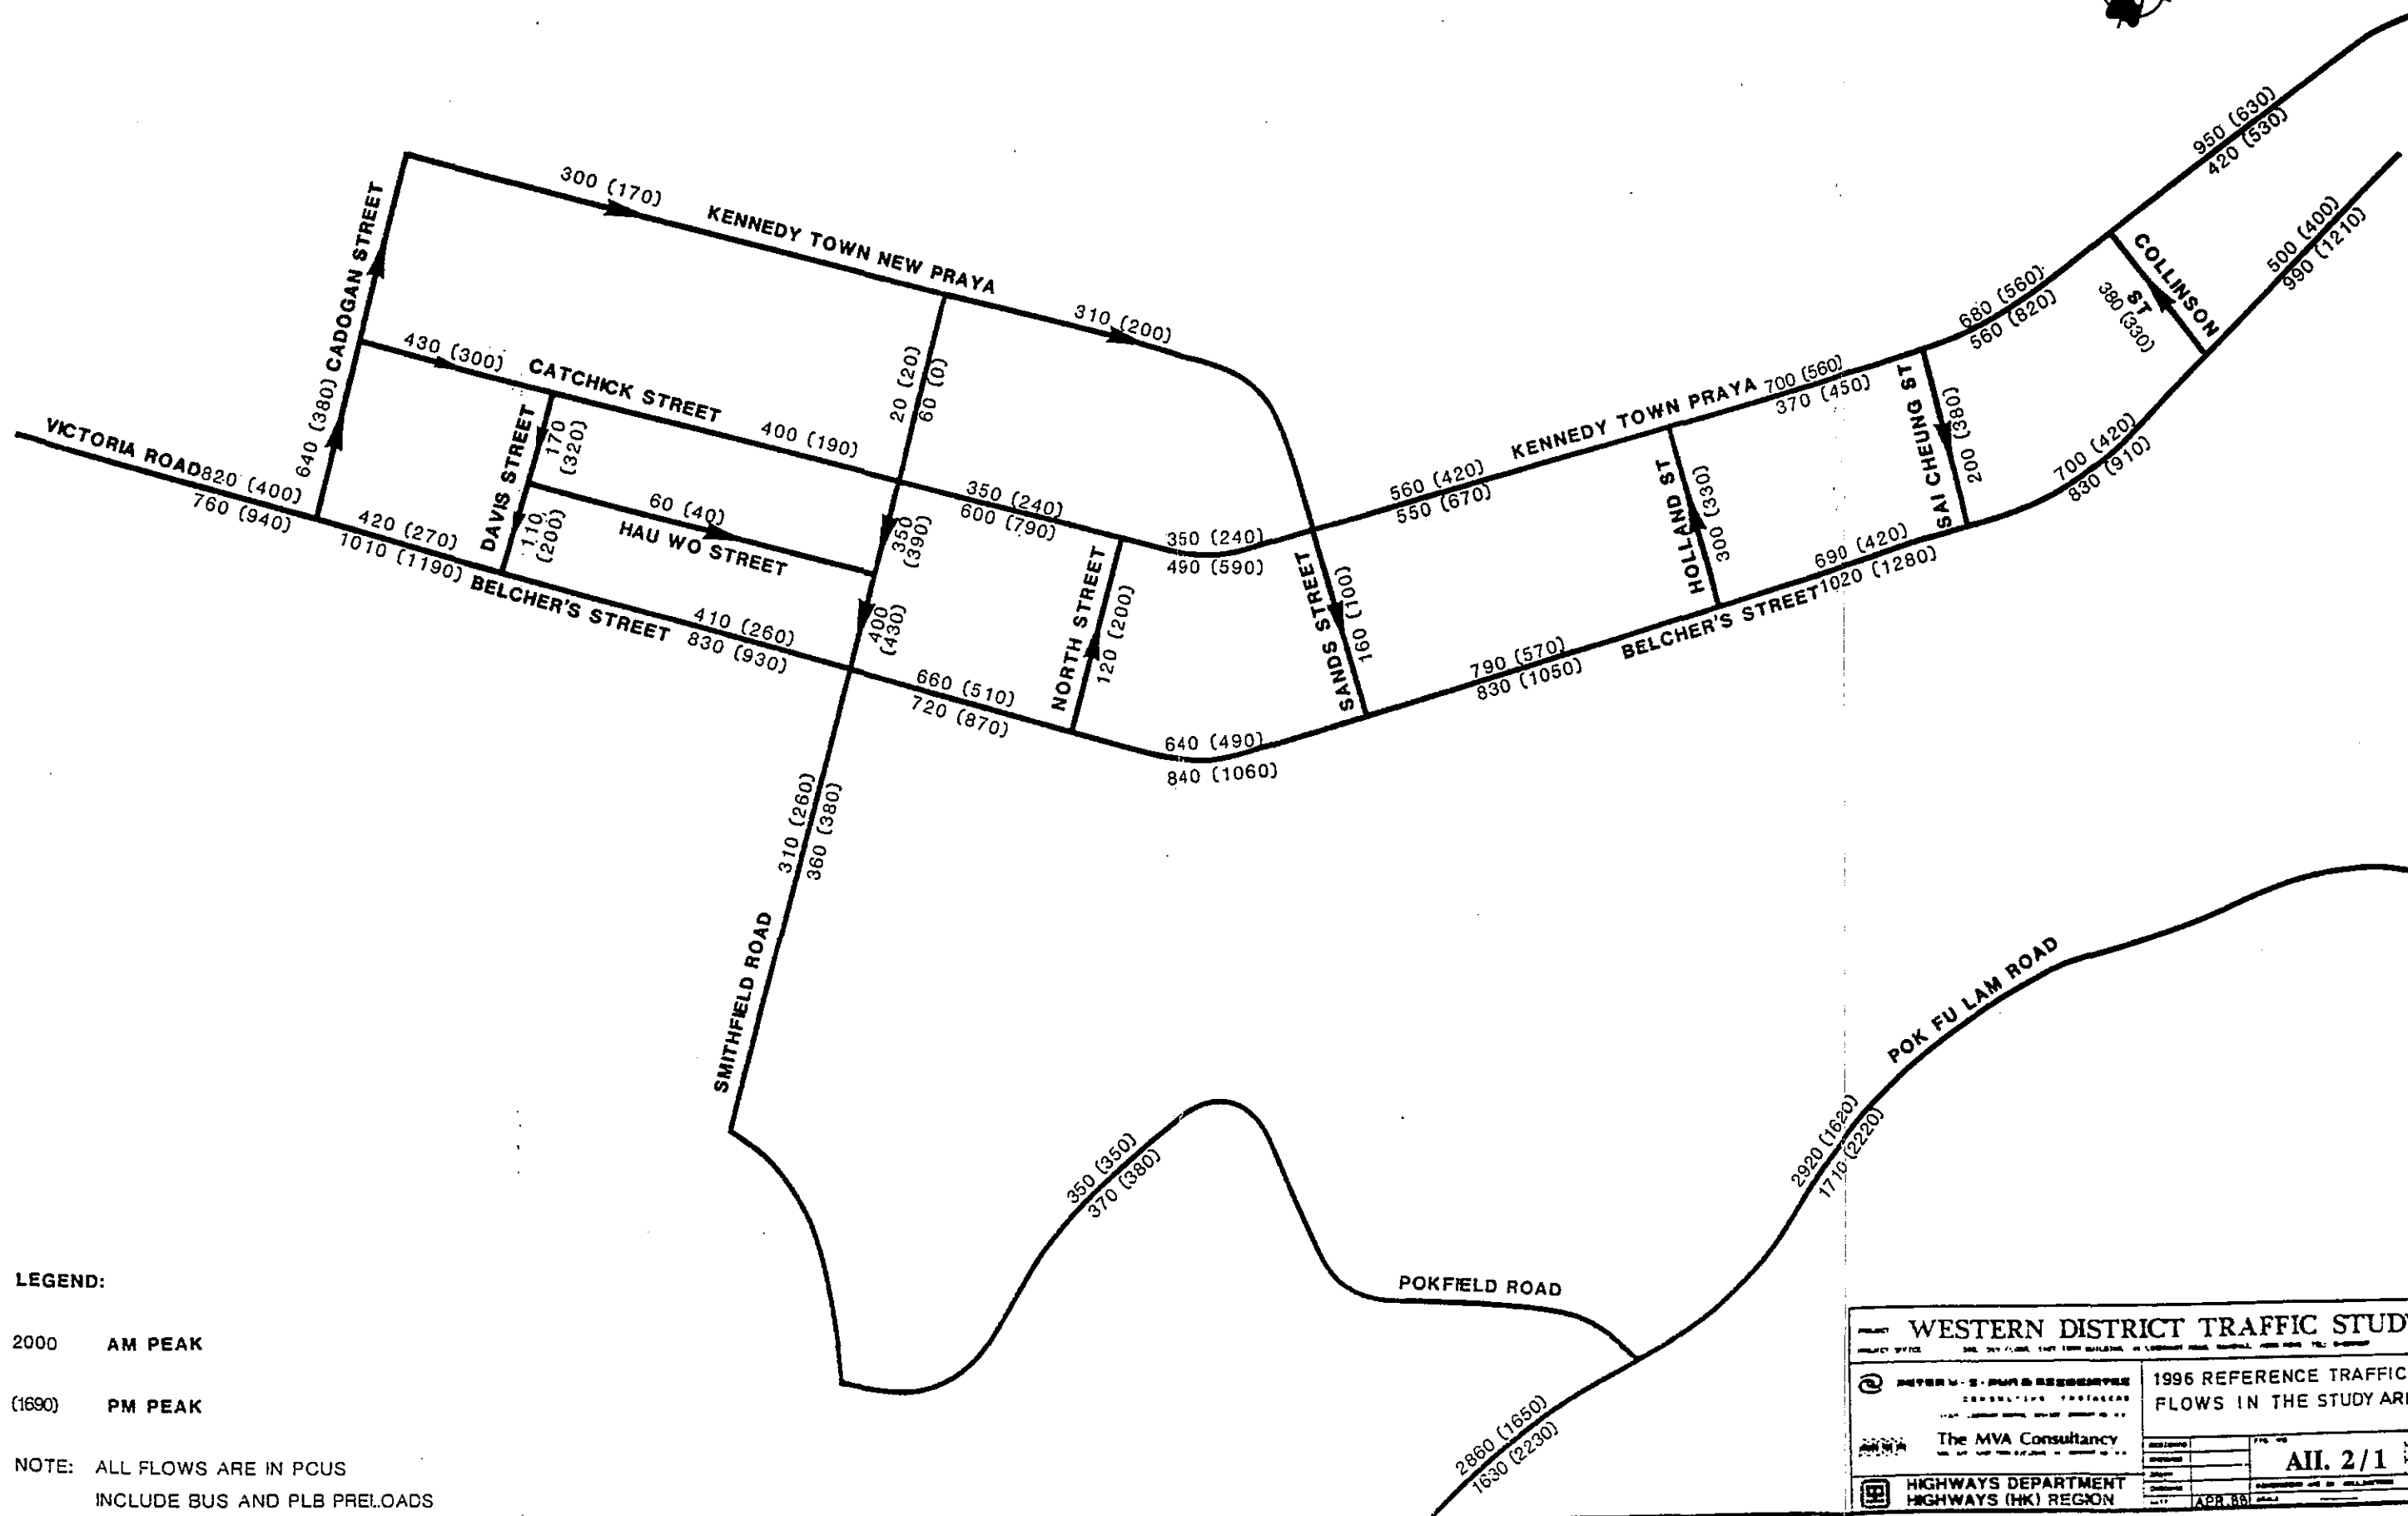 950 (630)
420 (530)
300 (170)
KENNEDY TOWN NEW PRAYA
310 (200)
CADOGAN STREET
640 (380)
430 (300)
CATCHICK STREET
400 (190)
20 (20)
60 (0)
COLLINSON
ST
380 (330)
500 (400)
990 (1210)
680 (560)
560 (820)
KENNEDY TOWN PRAYA
700 (560)
370 (450)
SAI CHEUNG ST
200 (380)
700 (420)
830 (910)
VICTORIA ROAD
820 (400)
760 (940)
DAVIS STREET
170
(320)
110
(200)
60 (40)
HAU WO STREET
350
(390)
400
(430)
350 (240)
600 (790)
350 (240)
490 (590)
560 (420)
550 (670)
HOLLAND ST
300 (330)
420 (270)
1010 (1190)
BELCHER'S STREET
410 (260)
830 (930)
660 (510)
720 (870)
NORTH STREET
120 (200)
640 (490)
840 (1060)
SANDS STREET
160 (100)
790 (570)
830 (1050)
BELCHER'S STREET
690 (420)
1020 (1280)
310 (260)
360 (380)
SMITHFIELD ROAD
350 (350)
370 (380)
POKFIELD ROAD
POK FU LAM ROAD
2920 (1620)
1710 (2220)
2860 (1650)
1630 (2230)
LEGEND:
2000 AM PEAK
(1690) PM PEAK
NOTE: ALL FLOWS ARE IN PCUS
INCLUDE BUS AND PLB PRELOADS
WESTERN DISTRICT TRAFFIC STUD
1996 REFERENCE TRAFFIC
FLOWS IN THE STUDY AR
The MVA Consultancy
AII. 2/1
HIGHWAYS DEPARTMENT
HIGHWAYS (HK) REGION
APR.88